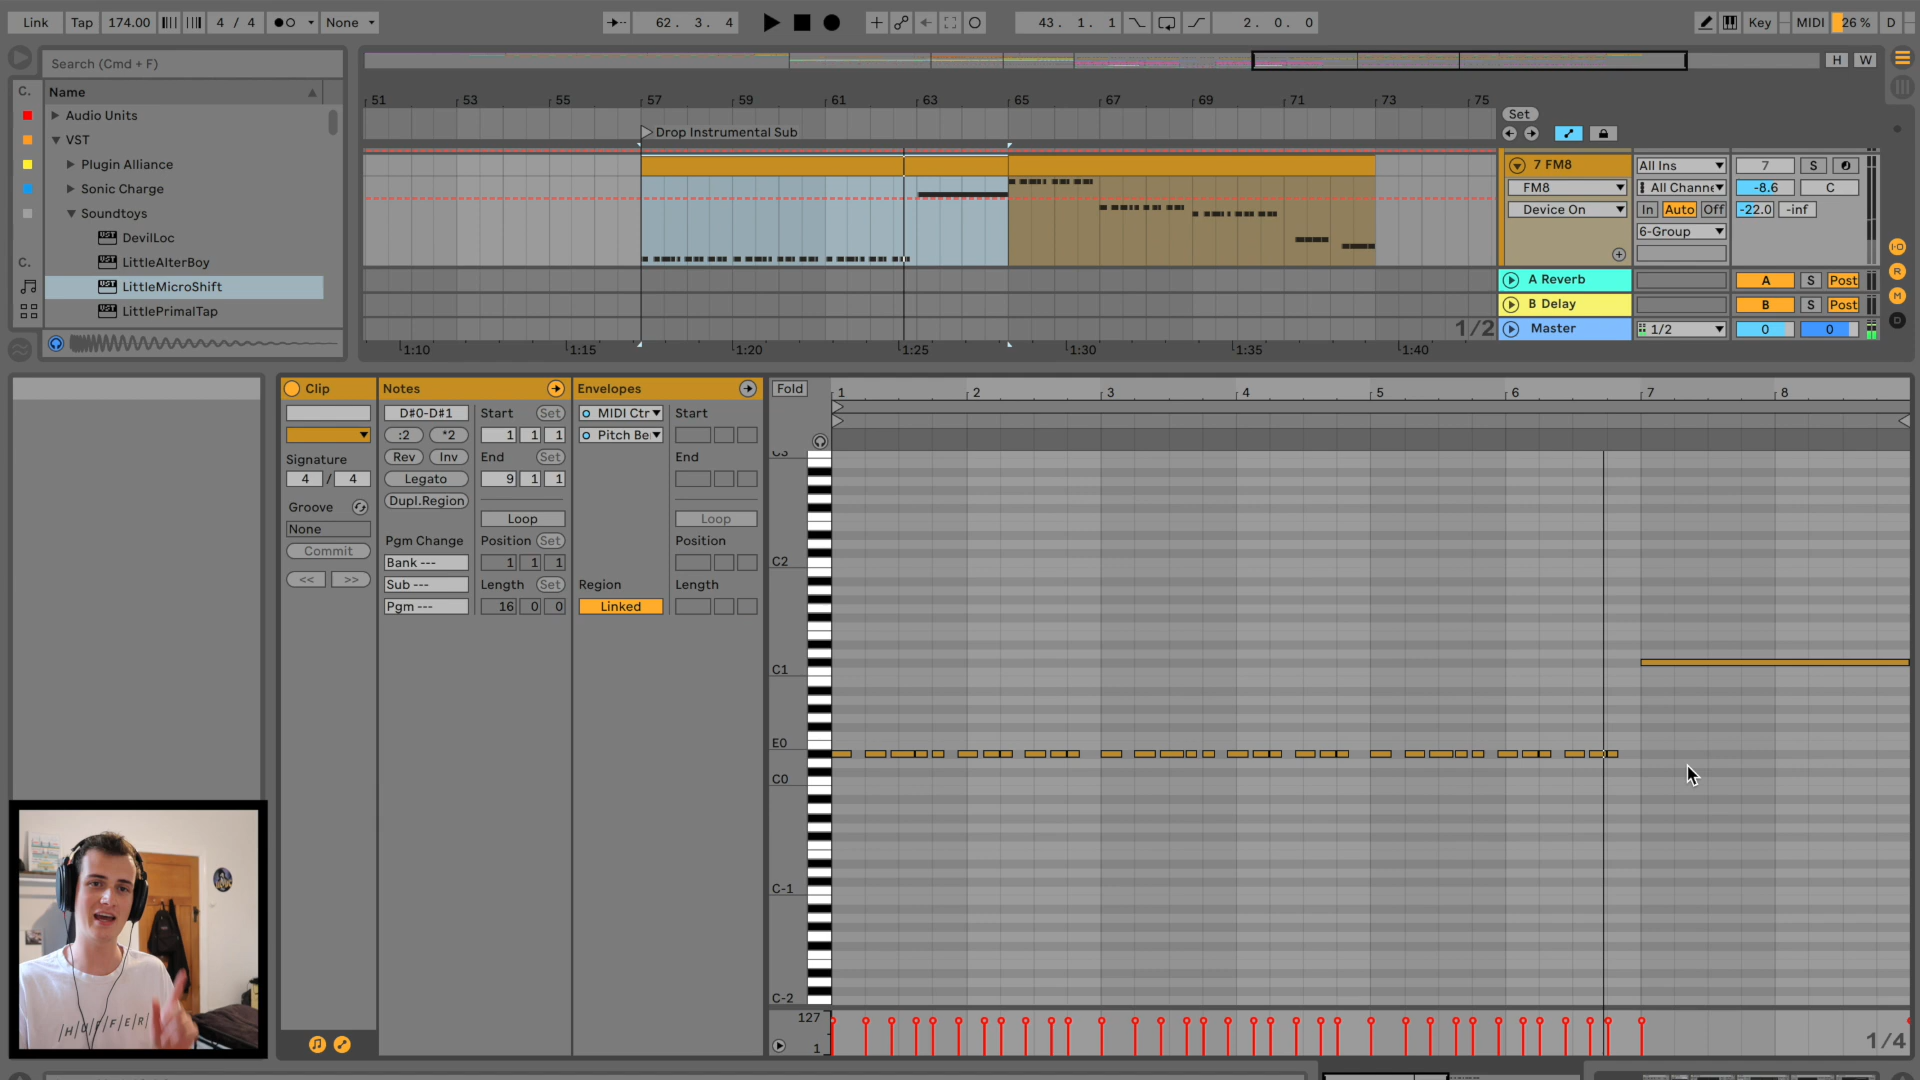 Link Tap 174.00 4 / 4 None 62. 3. 4 43. 1. 1 2. 0. 0 Key MIDI 26 % D
Search (Cmd + F)
H W
C. Name
51 53 55 57 59 61 63 65 67 69 71 73 75
Audio Units
Set
VST
Drop Instrumental Sub
Plugin Alliance
7 FM8 All Ins 7 S
Sonic Charge
FM8 All Channe -8.6 C
Soundtoys
Device On In Auto Off -22.0 -inf
DevilLoc
6-Group
LittleAlterBoy
C.
LittleMicroShift
A Reverb A S Post
LittlePrimalTap
B Delay B S Post
1/2 Master 1/2 0 0
1:10 1:15 1:20 1:25 1:30 1:35 1:40
I·O
R
M
D
Clip Notes Envelopes Fold 1 2 3 4 5 6 7 8
D#0-D#1 Start Set MIDI Ctr Start
:2 *2 1 1 1 Pitch Be
Rev Inv End Set End
Signature
4 / 4 Legato 9 1 1
Dupl.Region
Groove
None Loop Loop
Commit Pgm Change Position Set Position
Bank --- 1 1 1
<< >>
Sub --- Length Set Region Length
Pgm --- 16 0 0 Linked
C3
C2
C1
E0
C0
C-1
C-2
127
1
1/4
/H/U/F/F/E/R/